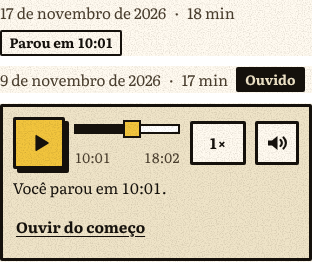 17 de novembro de 2026 · 18 min
Parou em 10:01
9 de novembro de 2026 · 17 min Ouvido
1×
10:01 18:02
Você parou em 10:01.
Ouvir do começo